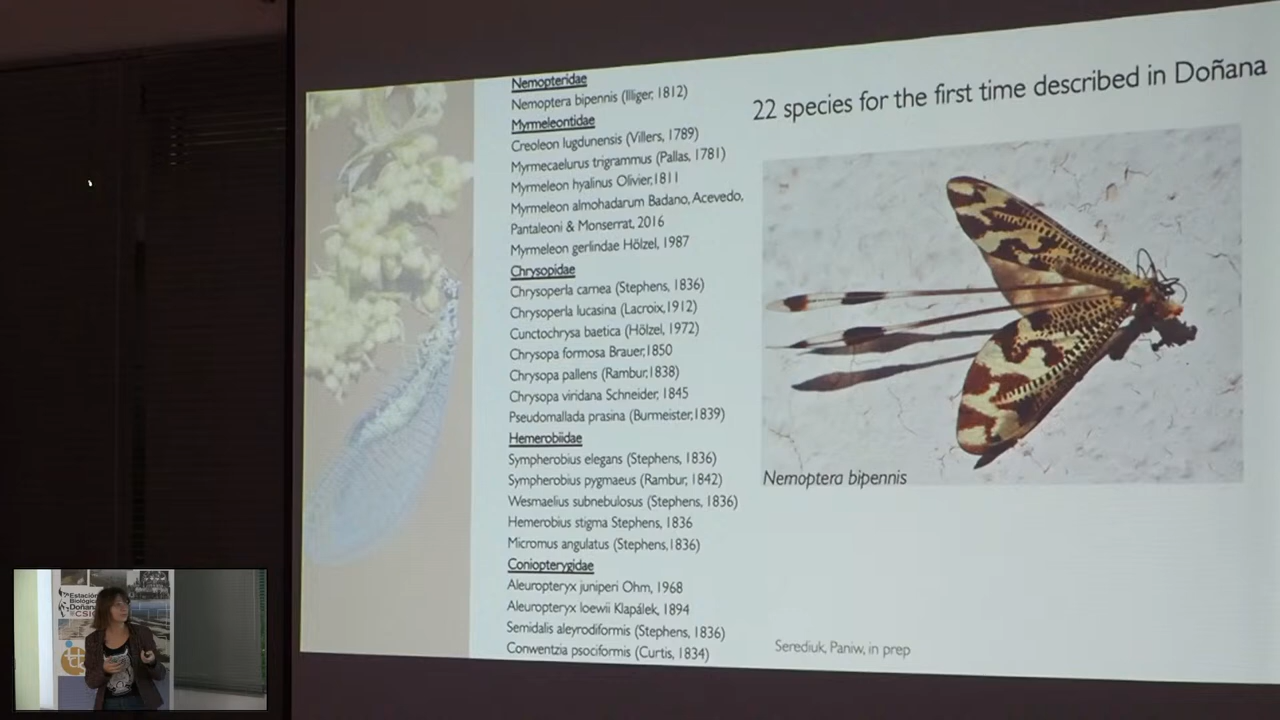 Nemopteridae
Nemoptera bipennis (Illiger, 1812)
Myrmeleontidae
Creoleon lugdunensis (Villers, 1789)
Myrmecaelurus trigrammus (Pallas, 1781)
Myrmeleon hyalinus Olivier,1811
Myrmeleon almohadarum Badano, Acevedo,
Pantaleoni & Monserrat, 2016
Myrmeleon gerlindae Hölzel, 1987
Chrysopidae
Chrysoperla carnea (Stephens, 1836)
Chrysoperla lucasina (Lacroix,1912)
Cunctochrysa baetica (Hölzel, 1972)
Chrysopa formosa Brauer,1850
Chrysopa pallens (Rambur,1838)
Chrysopa viridana Schneider, 1845
Pseudomallada prasina (Burmeister,1839)
Hemerobiidae
Sympherobius elegans (Stephens, 1836)
Sympherobius pygmaeus (Rambur, 1842)
Wesmaelius subnebulosus (Stephens, 1836)
Hemerobius stigma Stephens, 1836
Micromus angulatus (Stephens,1836)
Coniopterygidae
Aleuropteryx juniperi Ohm, 1968
Aleuropteryx loewii Klapálek, 1894
Semidalis aleyrodiformis (Stephens, 1836)
Conwentzia psociformis (Curtis, 1834)
22 species for the first time described in Doñana
Nemoptera bipennis
Serediuk, Paniw, in prep
Estación
Biológica
Doñana
CSIC